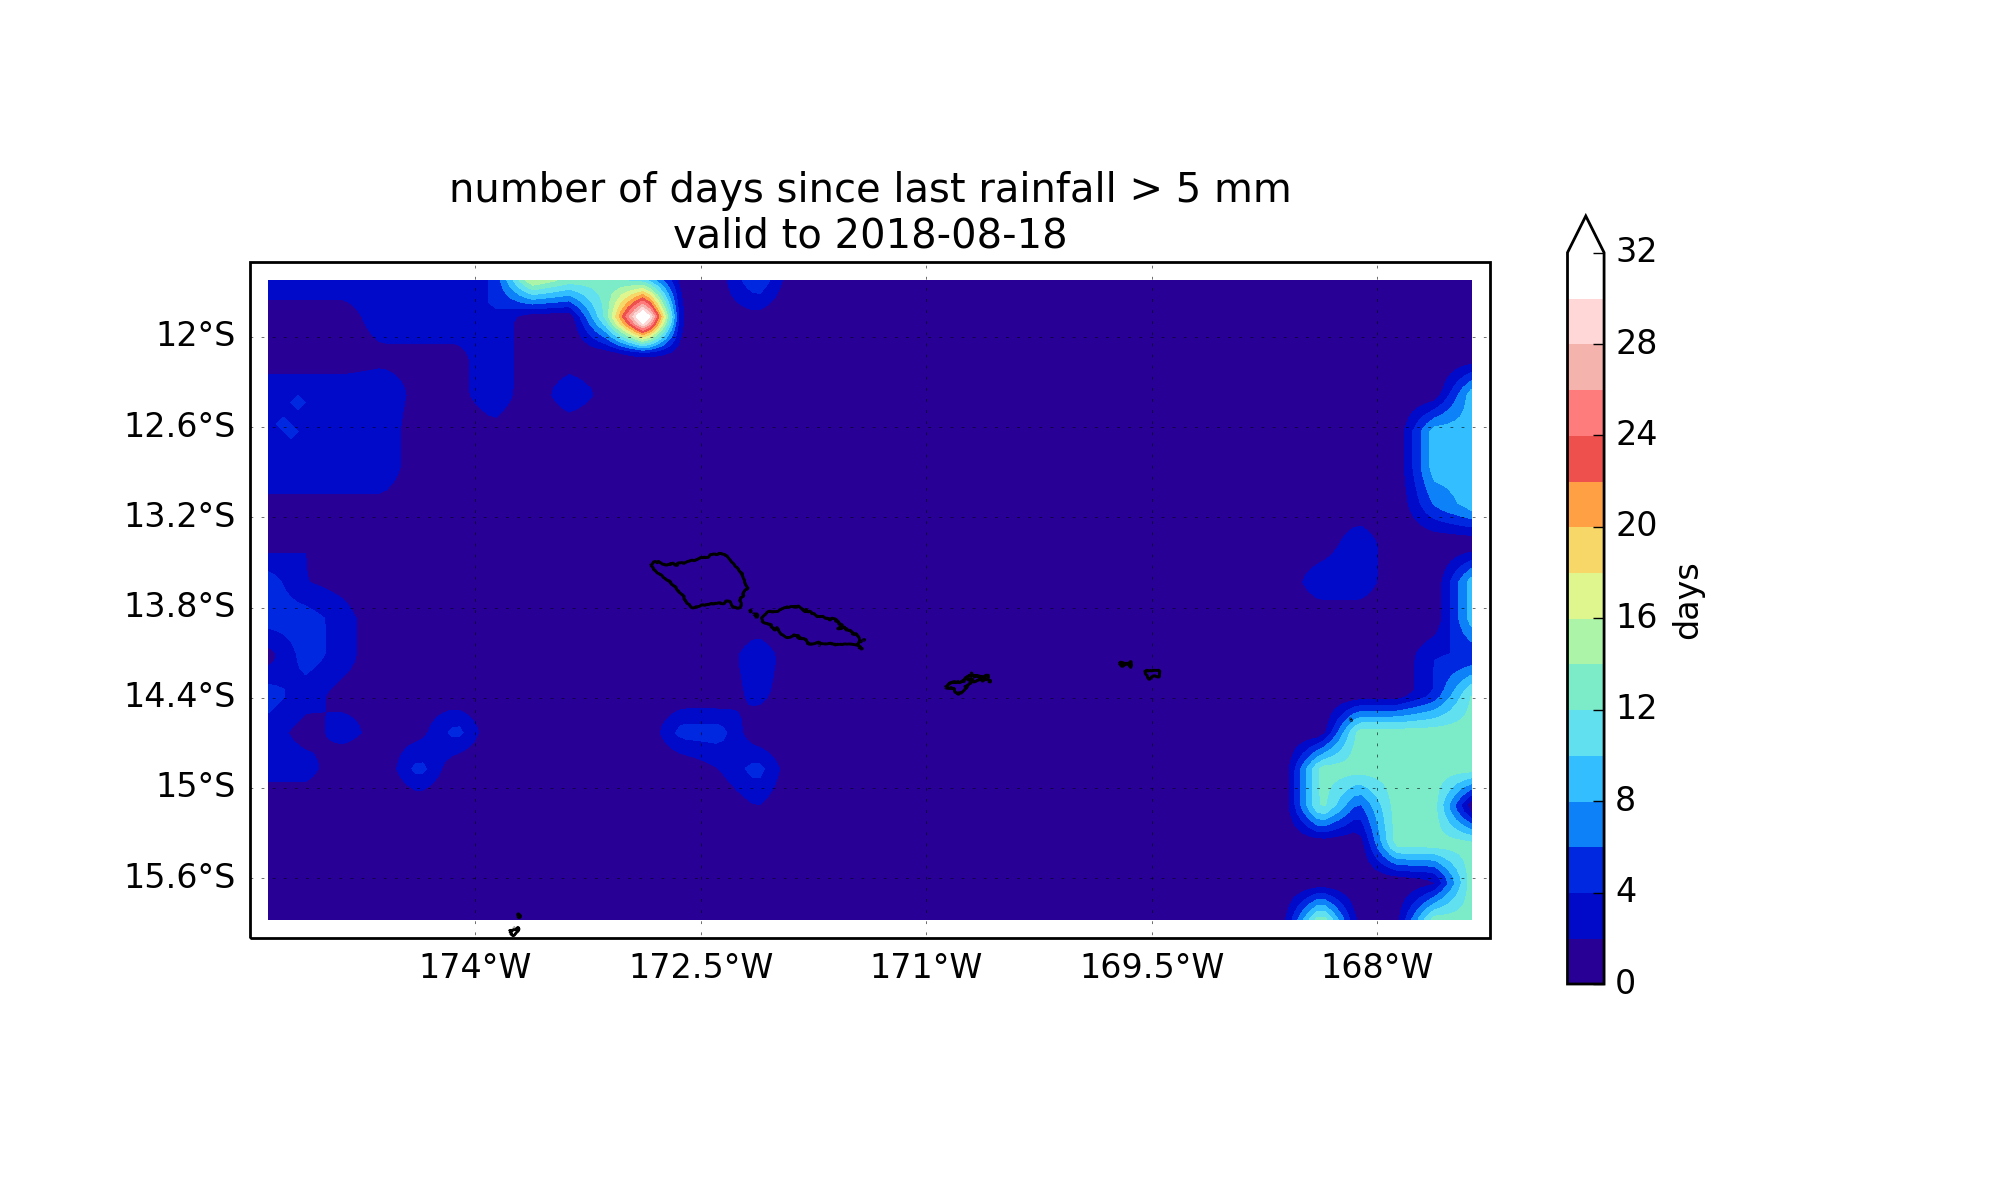 number of days since last rainfall > 5 mm
valid to 2018-08-18
12°S
12.6°S
13.2°S
13.8°S
14.4°S
15°S
15.6°S
174°W
172.5°W
171°W
169.5°W
168°W
32
28
24
20
16
12
8
4
0
days